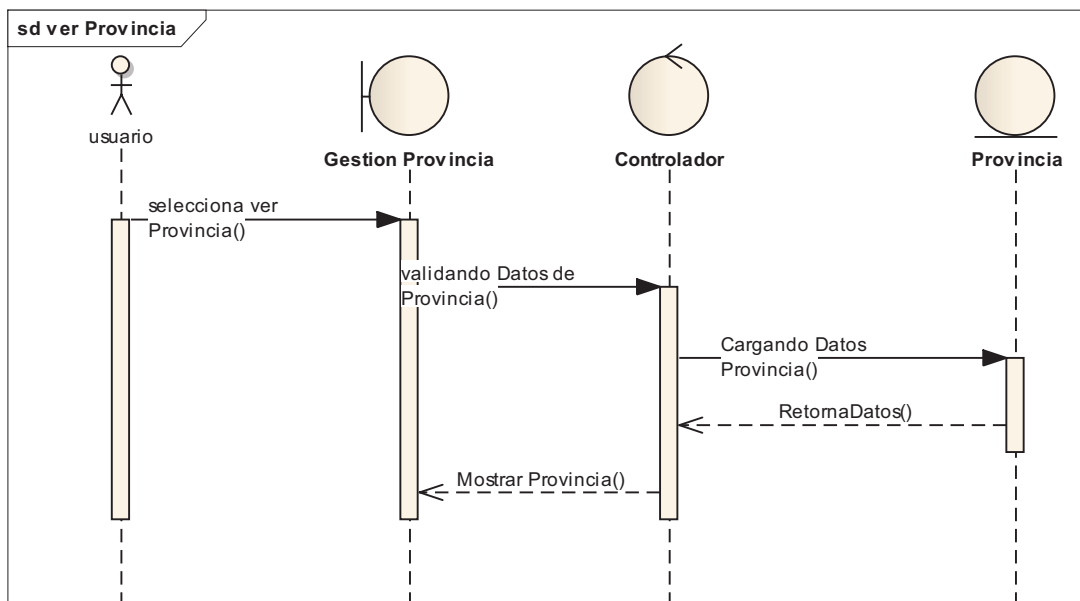 sd ver Provincia
usuario
Gestion Provincia
Controlador
Provincia
selecciona ver
Provincia()
validando Datos de
Provincia()
Cargando Datos
Provincia()
RetornaDatos()
Mostrar Provincia()